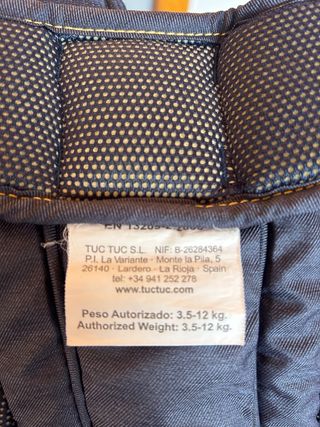 TUC TUC S.L. NIF: B-26284364
P.I. La Variante · Monte la Pila, 5
26140 · Lardero · La Rioja · Spain
tel: +34 941 252 278
www.tuctuc.com
Peso Autorizado: 3.5-12 kg.
Authorized Weight: 3.5-12 kg.